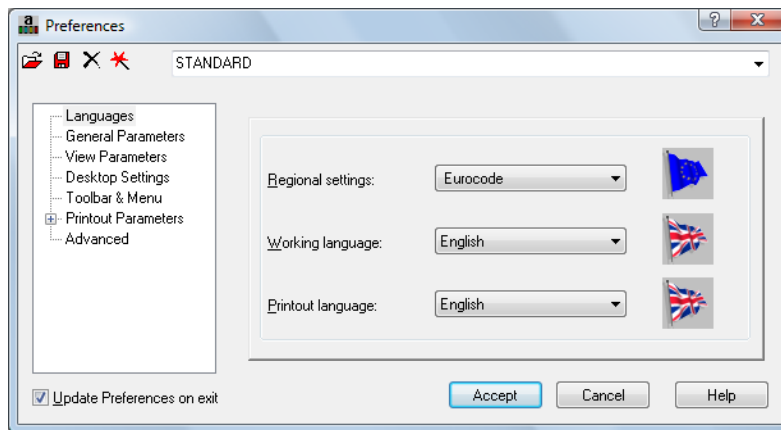 Preferences
STANDARD
Languages
General Parameters
View Parameters
Desktop Settings
Toolbar & Menu
Printout Parameters
Advanced
Regional settings: Eurocode
Working language: English
Printout language: English
Update Preferences on exit
Accept Cancel Help